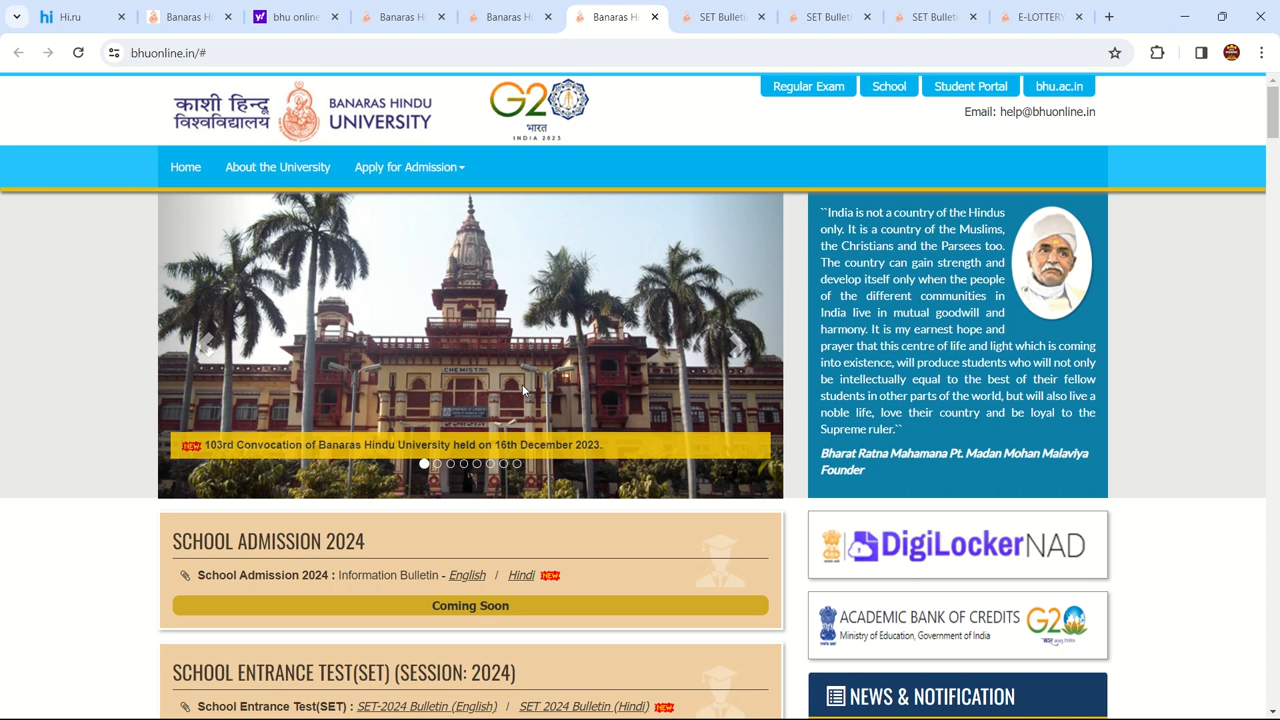 Hi.ru
Banaras Hi
bhu online
Banaras Hi
Banaras Hi
Banaras Hi
SET Bulleti
SET Bulleti
SET Bulleti
E-LOTTERY
bhuonline.in/#
काशी हिन्दू
विश्वविद्यालय
BANARAS HINDU
UNIVERSITY
G20
भारत
INDIA 2023
Regular Exam
School
Student Portal
bhu.ac.in
Email: help@bhuonline.in
Home
About the University
Apply for Admission
CHEMISTRY
NEW 103rd Convocation of Banaras Hindu University held on 16th December 2023.
``India is not a country of the Hindus
only. It is a country of the Muslims,
the Christians and the Parsees too.
The country can gain strength and
develop itself only when the people
of the different communities in
India live in mutual goodwill and
harmony. It is my earnest hope and
prayer that this centre of life and light which is coming
into existence, will produce students who will not only
be intellectually equal to the best of their fellow
students in other parts of the world, but will also live a
noble life, love their country and be loyal to the
Supreme ruler.``
Bharat Ratna Mahamana Pt. Madan Mohan Malaviya
Founder
SCHOOL ADMISSION 2024
School Admission 2024 : Information Bulletin - English / Hindi NEW
Coming Soon
SCHOOL ENTRANCE TEST(SET) (SESSION: 2024)
School Entrance Test(SET) : SET-2024 Bulletin (English) / SET 2024 Bulletin (Hindi) NEW
DigiLocker NAD
ACADEMIC BANK OF CREDITS
Ministry of Education, Government of India
G20
NEWS & NOTIFICATION